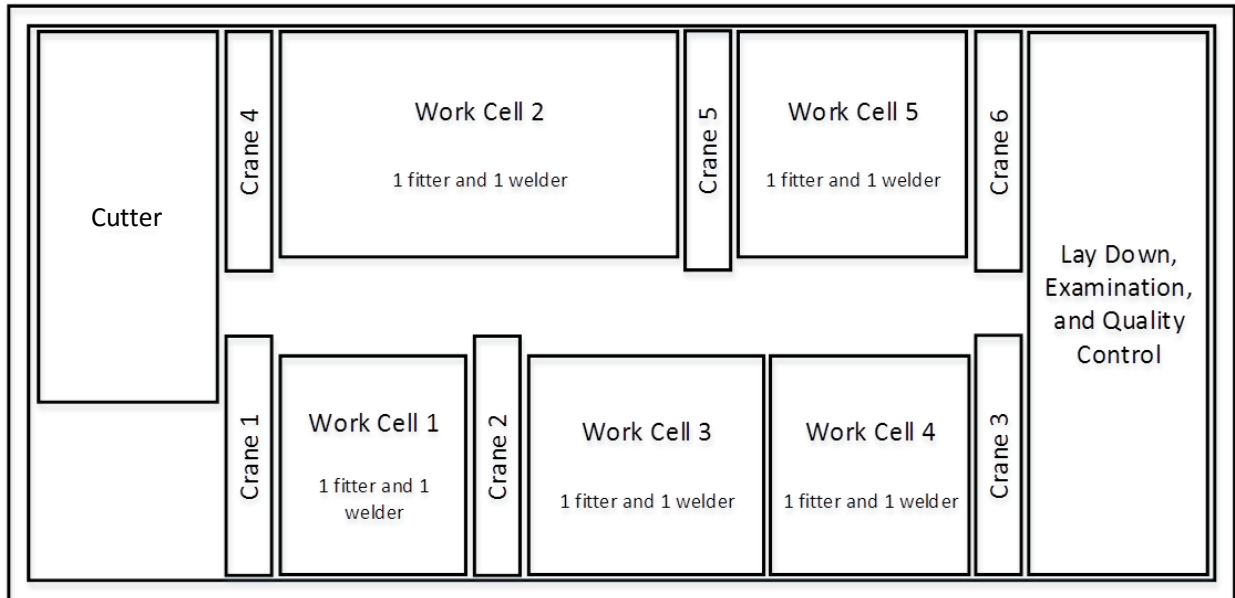 Cutter
Crane 4
Work Cell 2
1 fitter and 1 welder
Crane 5
Work Cell 5
1 fitter and 1 welder
Crane 6
Lay Down,
Examination,
and Quality
Control
Crane 1
Work Cell 1
1 fitter and 1
welder
Crane 2
Work Cell 3
1 fitter and 1 welder
Work Cell 4
1 fitter and 1 welder
Crane 3